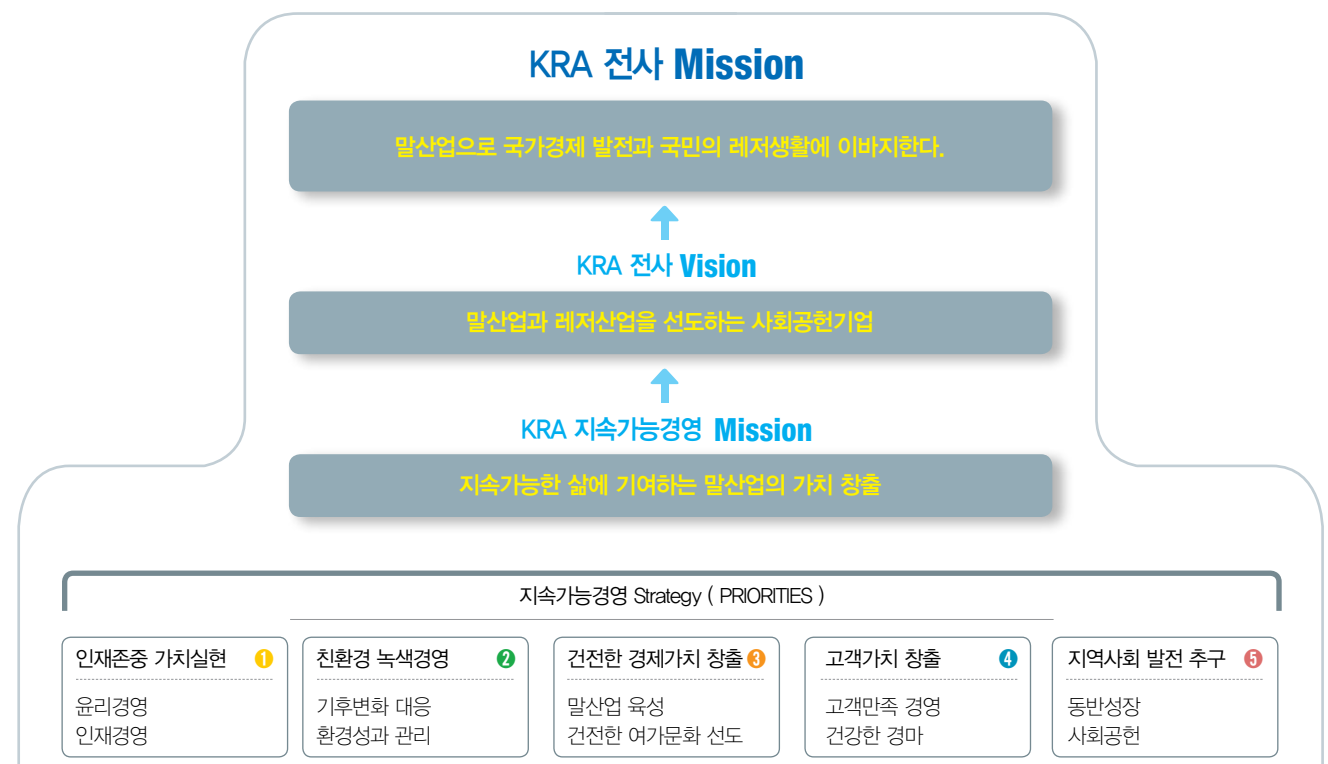 KRA 전사 Mission
말산업으로 국가경제 발전과 국민의 레저생활에 이바지한다.
KRA 전사 Vision
말산업과 레저산업을 선도하는 사회공헌기업
KRA 지속가능경영 Mission
지속가능한 삶에 기여하는 말산업의 가치 창출
지속가능경영 Strategy ( PRIORITIES )
인재존중 가치실현 ❶
윤리경영
인재경영
친환경 녹색경영 ❷
기후변화 대응
환경성과 관리
건전한 경제가치 창출 ❸
말산업 육성
건전한 여가문화 선도
고객가치 창출 ❹
고객만족 경영
건강한 경마
지역사회 발전 추구 ❺
동반성장
사회공헌